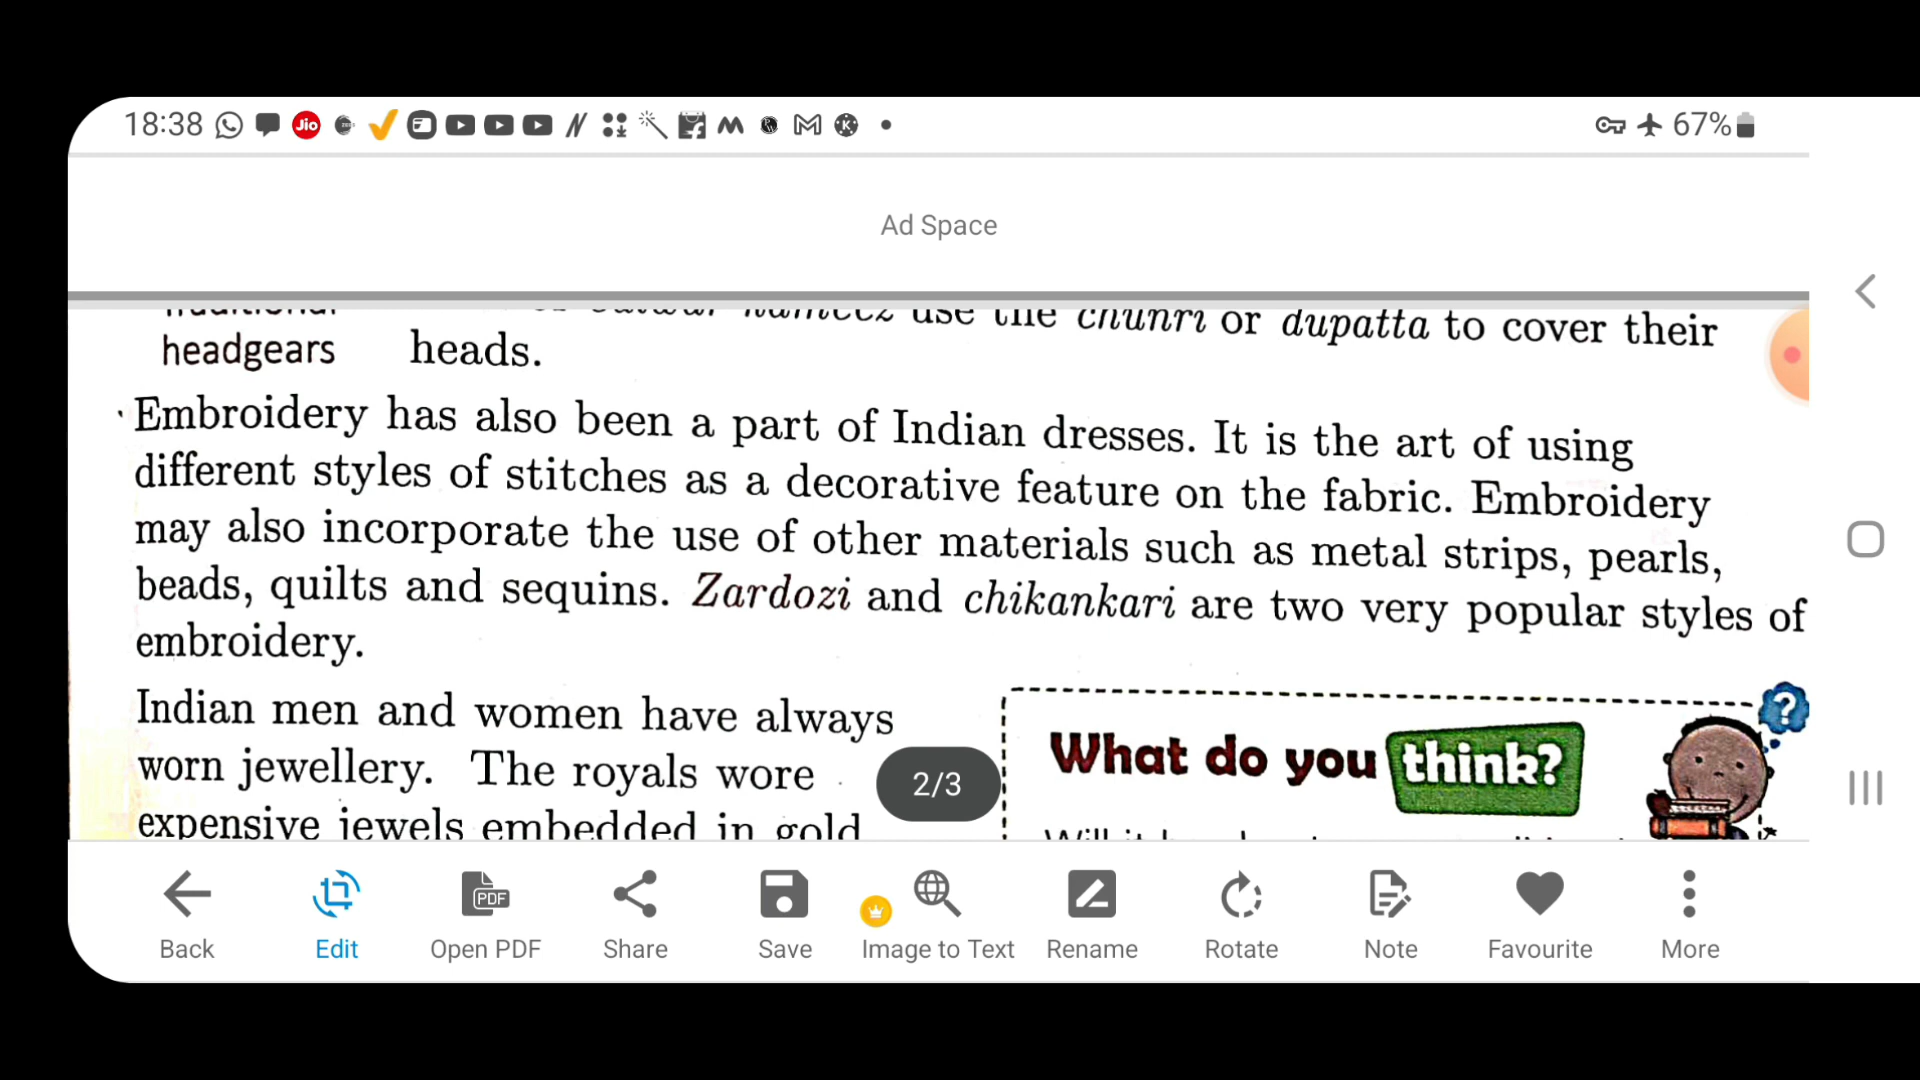 18:38
Jio
67%
Ad Space
use the chunri or dupatta to cover their
headgears heads.
Embroidery has also been a part of Indian dresses. It is the art of using
different styles of stitches as a decorative feature on the fabric. Embroidery
may also incorporate the use of other materials such as metal strips, pearls,
beads, quilts and sequins. Zardozi and chikankari are two very popular styles of
embroidery.
Indian men and women have always
worn jewellery. The royals wore
expensive jewels embedded in gold
2/3
What do you think?
?
Back
Edit
PDF
Open PDF
Share
Save
Image to Text
Rename
Rotate
Note
Favourite
More